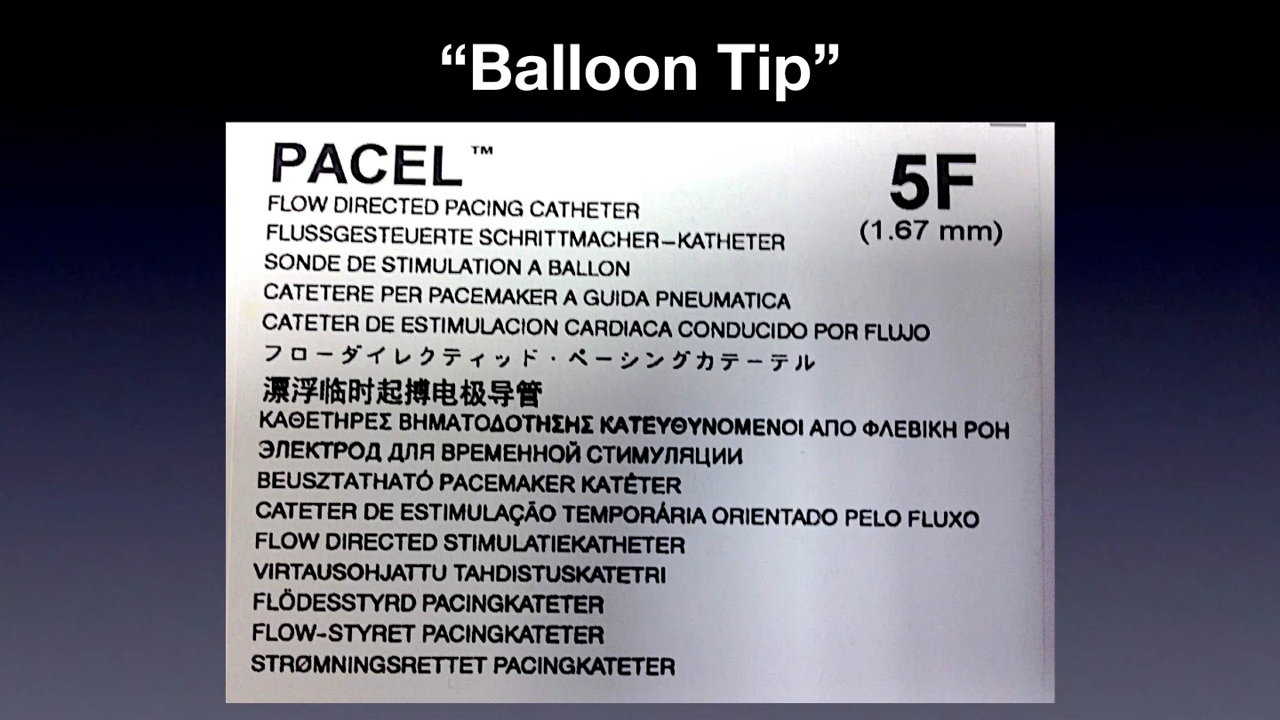 “Balloon Tip”
PACEL™
5F
(1.67 mm)
FLOW DIRECTED PACING CATHETER
FLUSSGESTEUERTE SCHRITTMACHER–KATHETER
SONDE DE STIMULATION A BALLON
CATETERE PER PACEMAKER A GUIDA PNEUMATICA
CATETER DE ESTIMULACION CARDIACA CONDUCIDO POR FLUJO
フローダイレクティッド・ペーシングカテーテル
漂浮临时起搏电极导管
ΚΑΘΕΤΗΡΕΣ ΒΗΜΑΤΟΔΟΤΗΣΗΣ ΚΑΤΕΥΘΥΝΟΜΕΝΟΙ ΑΠΟ ΦΛΕΒΙΚΗ ΡΟΗ
ЭЛЕКТРОД ДЛЯ ВРЕМЕННОЙ СТИМУЛЯЦИИ
BEUSZTATHATÓ PACEMAKER KATÉTER
CATETER DE ESTIMULAÇÃO TEMPORÁRIA ORIENTADO PELO FLUXO
FLOW DIRECTED STIMULATIEKATHETER
VIRTAUSOHJATTU TAHDISTUSKATETRI
FLÖDESSTYRD PACINGKATETER
FLOW-STYRET PACINGKATETER
STRØMNINGSRETTET PACINGKATETER